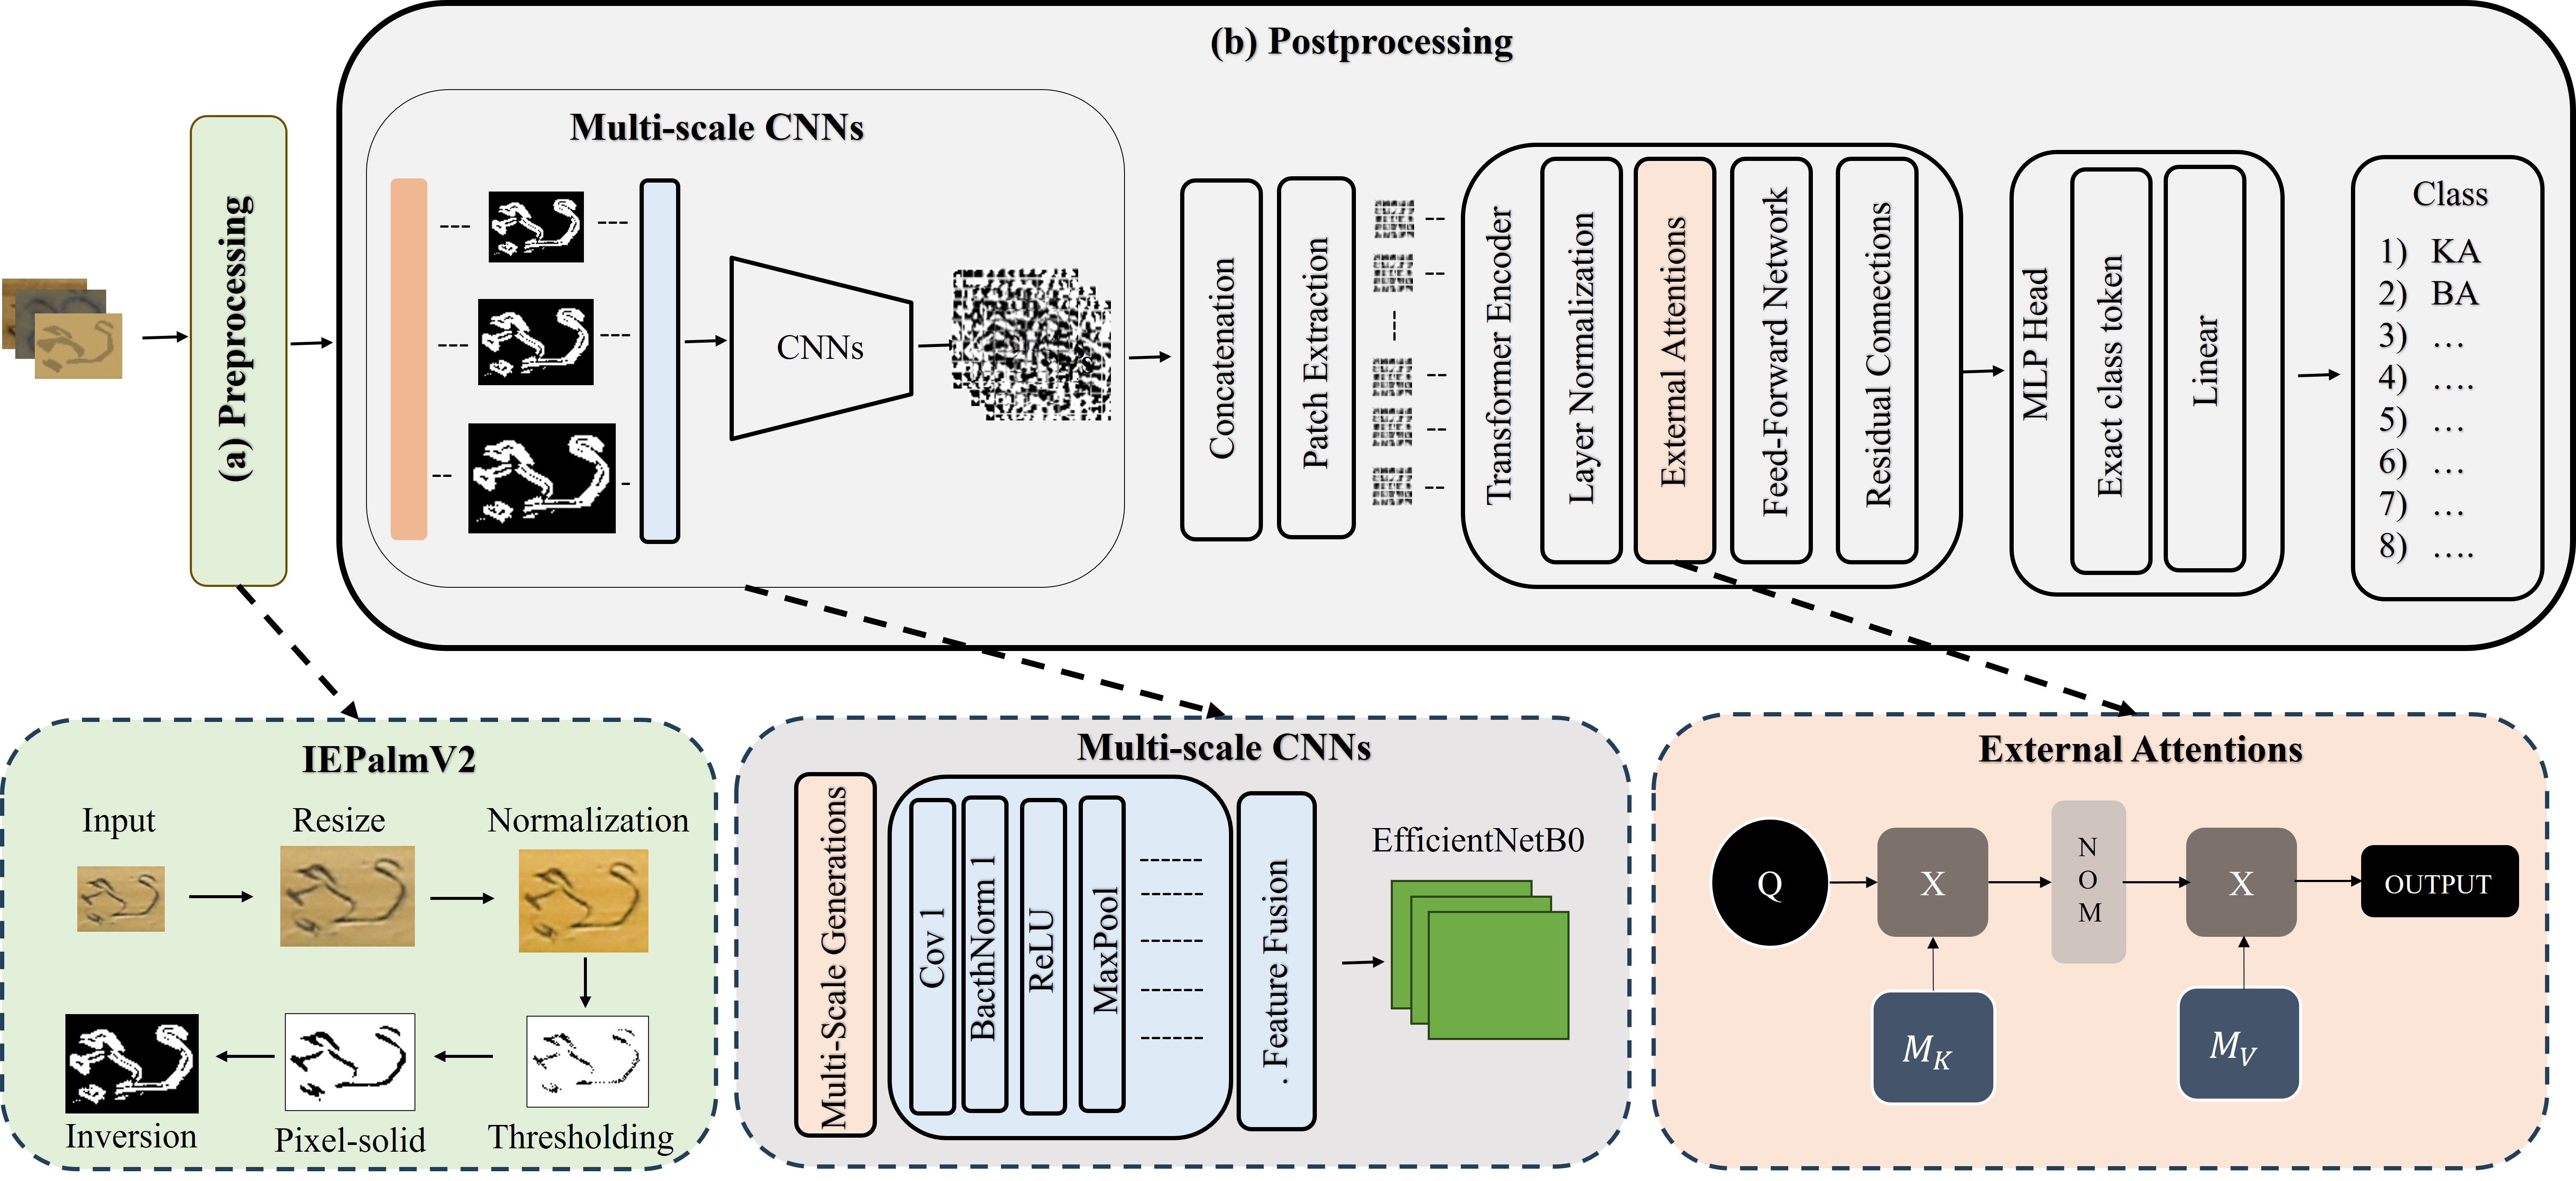 (b) Postprocessing
(a) Preprocessing
Multi-scale CNNs
CNNs
Concatenation
Patch Extraction
Transformer Encoder
Layer Normalization
External Attentions
Feed-Forward Network
Residual Connections
MLP Head
Exact class token
Linear
Class
1) KA
2) BA
3) ...
4) ....
5) ...
6) ...
7) ...
8) ....
IEPalmV2
Input
Resize
Normalization
Inversion
Pixel-solid
Thresholding
Multi-scale CNNs
Multi-Scale Generations
Cov 1
BacthNorm 1
ReLU
MaxPool
. Feature Fusion
EfficientNetB0
External Attentions
Q
X
N
O
M
X
OUTPUT
M_K
M_V